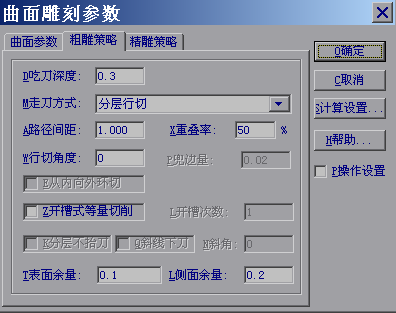 曲面雕刻参数
曲面参数 粗雕策略 精雕策略
D吃刀深度: 0.3
M走刀方式: 分层行切
A路径间距: 1.000 X重叠率: 50 %
W行切角度: 0 P兜边量: 0.02
E从内向外环切
Z开槽式等量切削 L开槽次数: 1
K分层不抬刀 Q斜线下刀 N斜角: 0
T表面余量: 0.1 L侧面余量: 0.2
O确定
C取消
S计算设置...
H帮助...
P操作设置